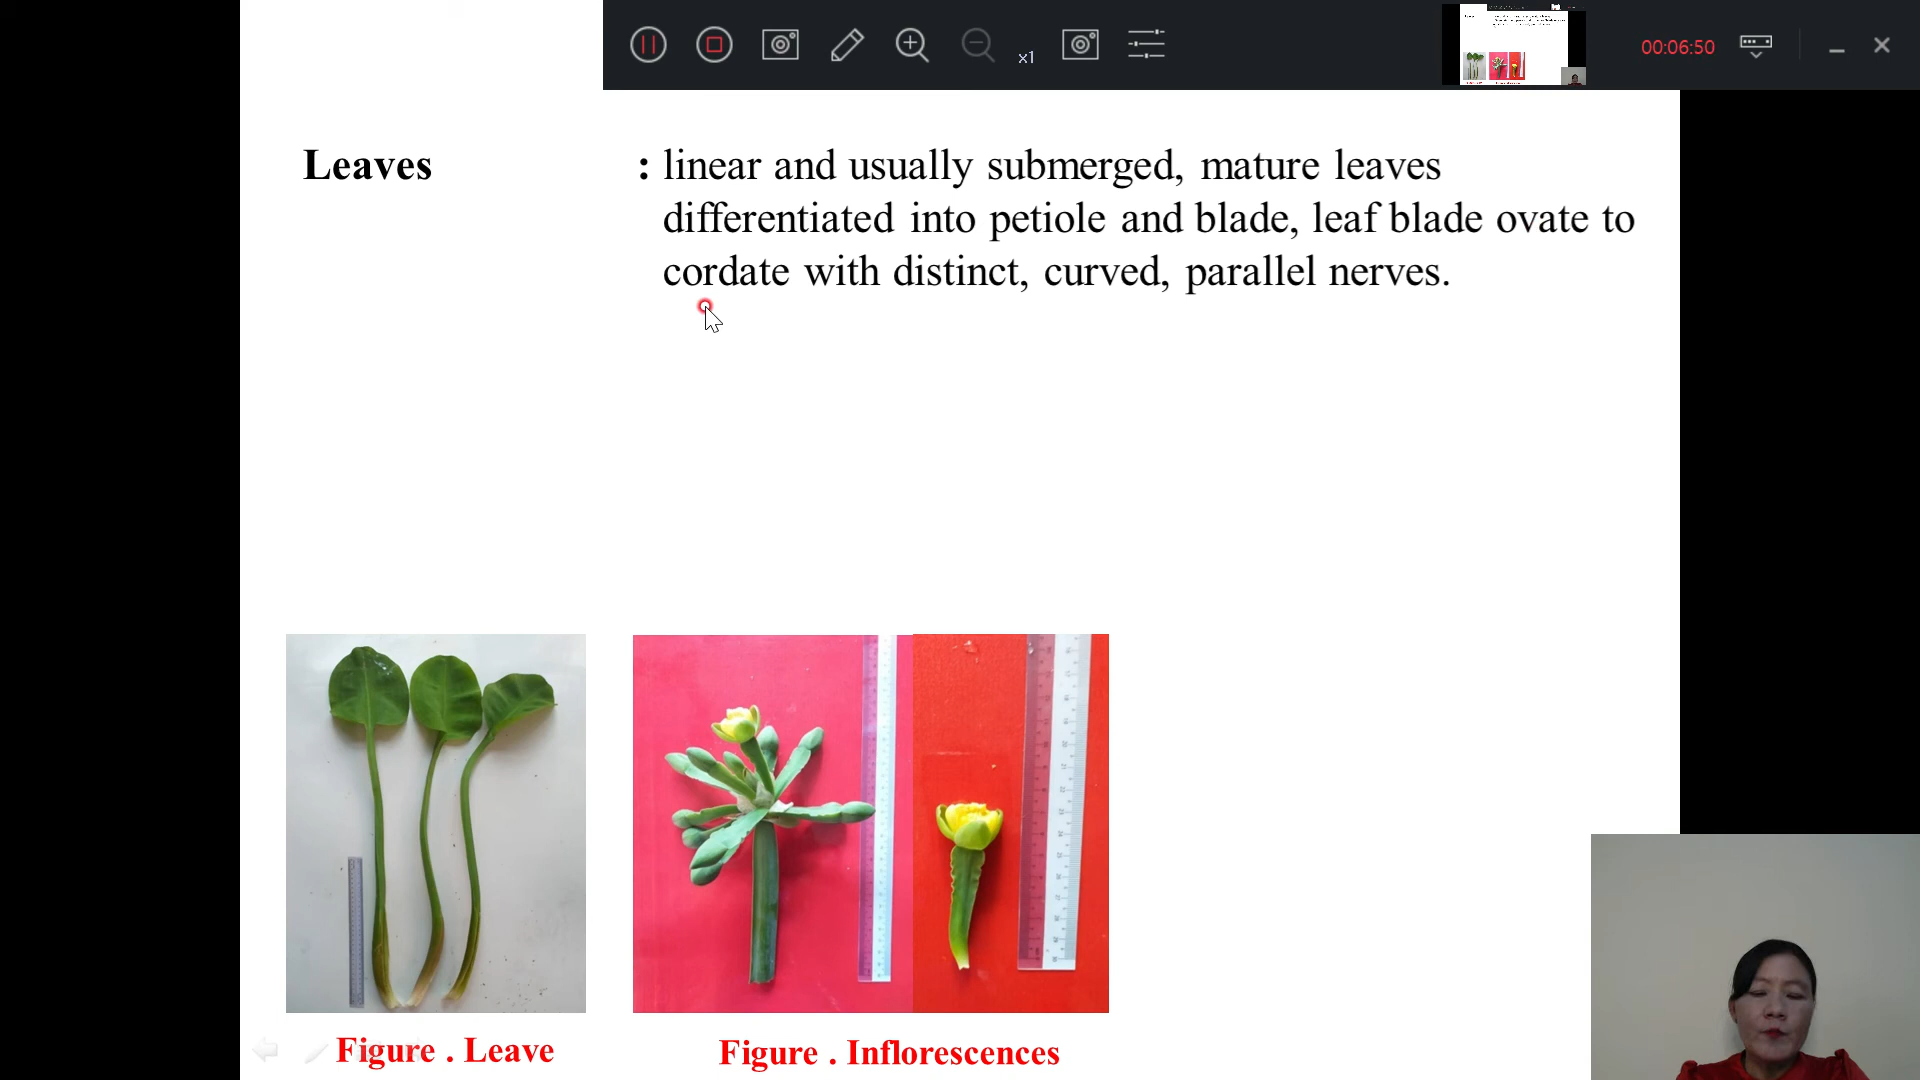 x1
00:06:50
Leaves : linear and usually submerged, mature leaves
differentiated into petiole and blade, leaf blade ovate to
cordate with distinct, curved, parallel nerves.
Figure . Leave
Figure . Inflorescences